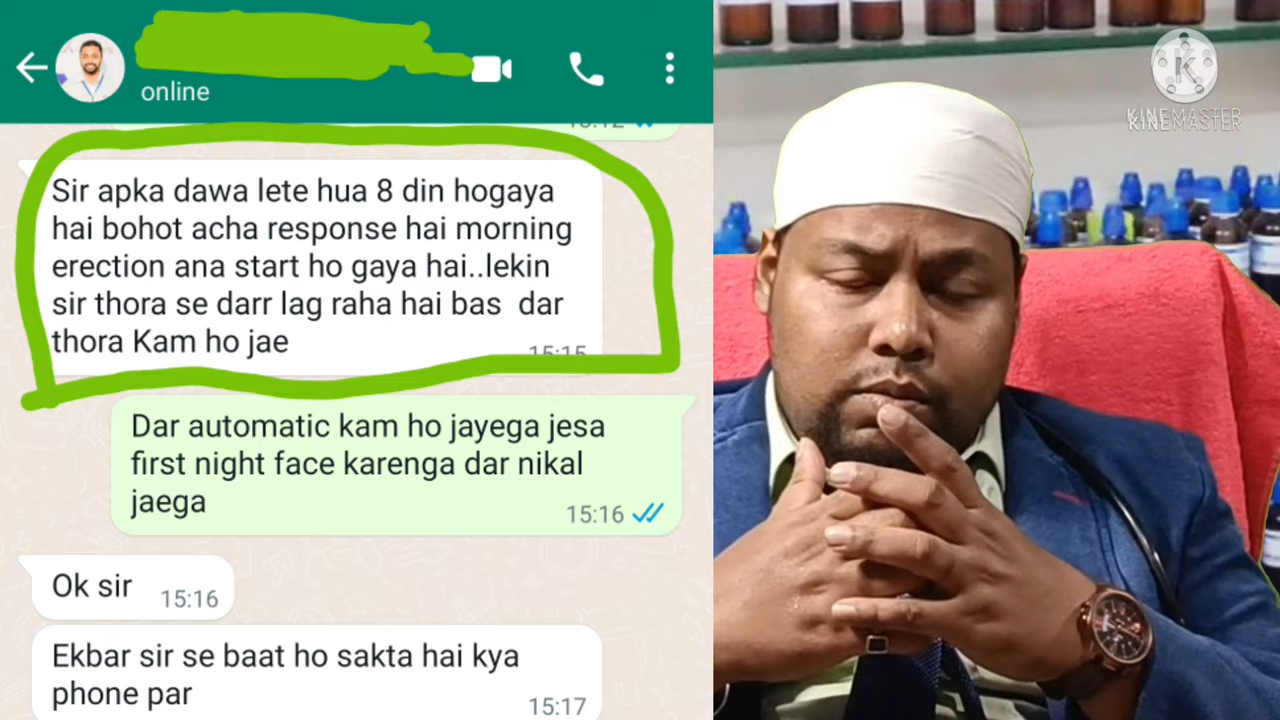 online
Sir apka dawa lete hua 8 din hogaya
hai bohot acha response hai morning
erection ana start ho gaya hai..lekin
sir thora se darr lag raha hai bas dar
thora Kam ho jae
15:15
Dar automatic kam ho jayega jesa
first night face karenga dar nikal
jaega
15:16
Ok sir
15:16
Ekbar sir se baat ho sakta hai kya
phone par
15:17
K
KINEMASTER
KINEMASTER